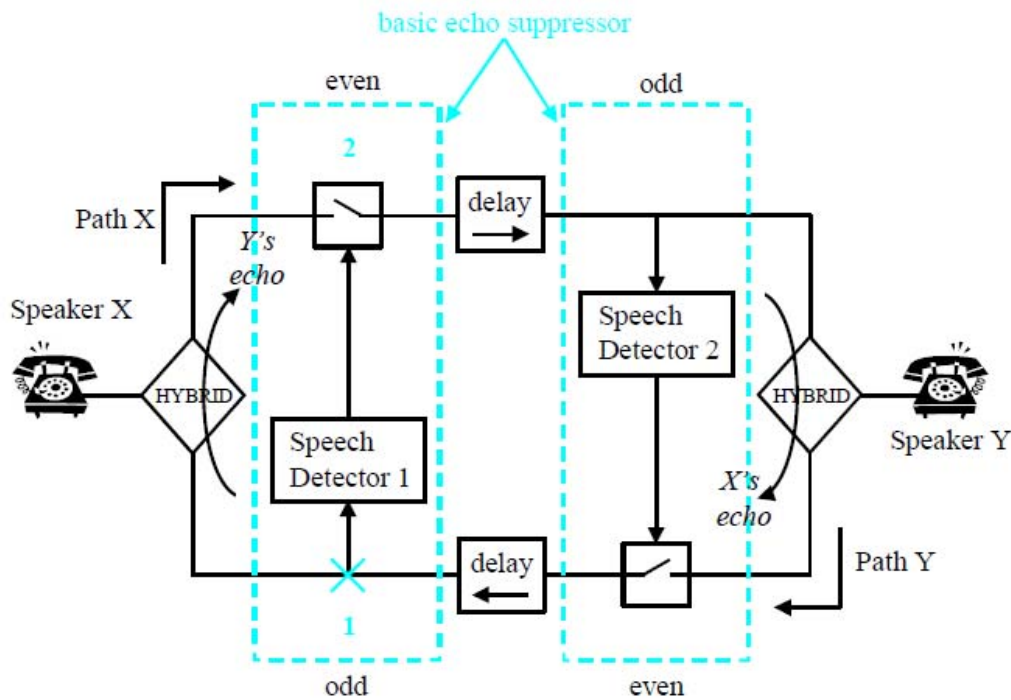 basic echo suppressor
even
odd
2
Path X
delay
Y's
echo
Speaker X
Speech
Detector 2
HYBRID
HYBRID
Speech
Detector 1
Speaker Y
X's
echo
delay
Path Y
1
odd
even